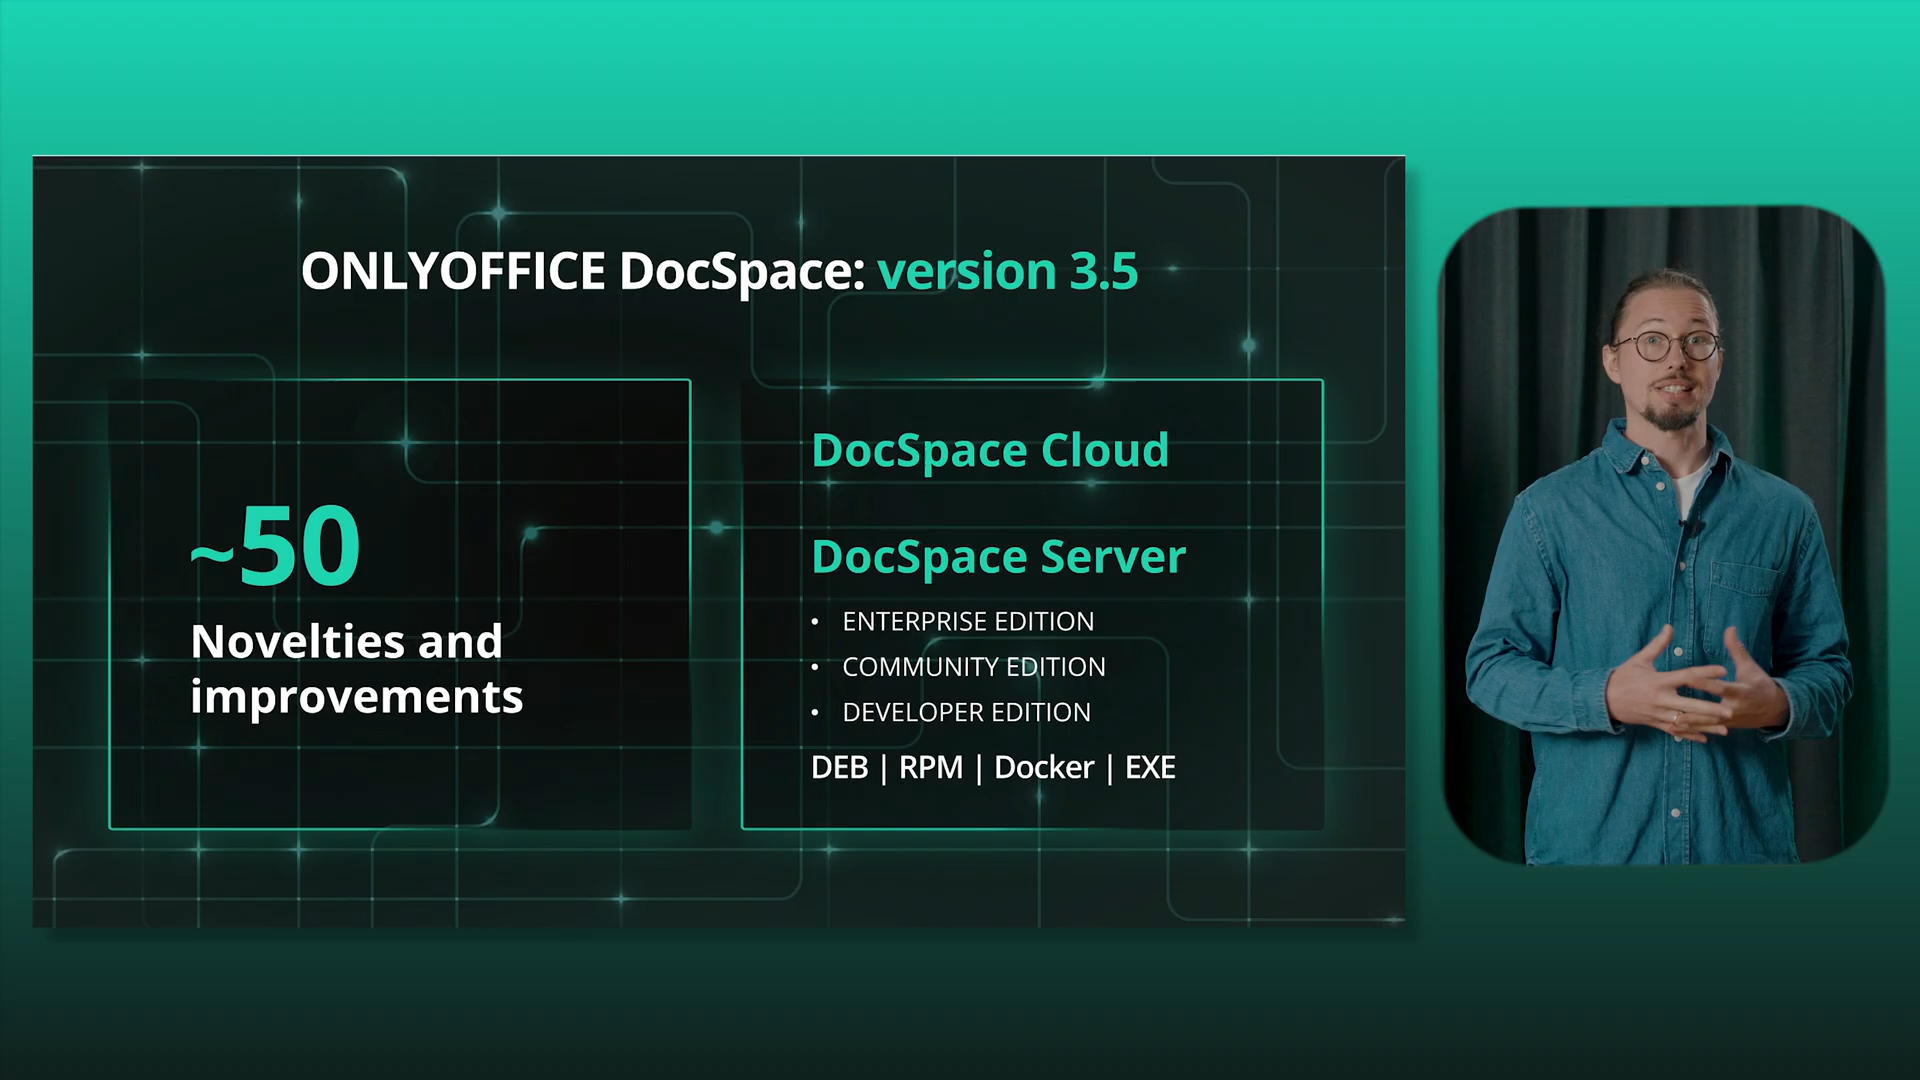 ONLYOFFICE DocSpace: version 3.5
~50
Novelties and
improvements
DocSpace Cloud
DocSpace Server
• ENTERPRISE EDITION
• COMMUNITY EDITION
• DEVELOPER EDITION
DEB | RPM | Docker | EXE